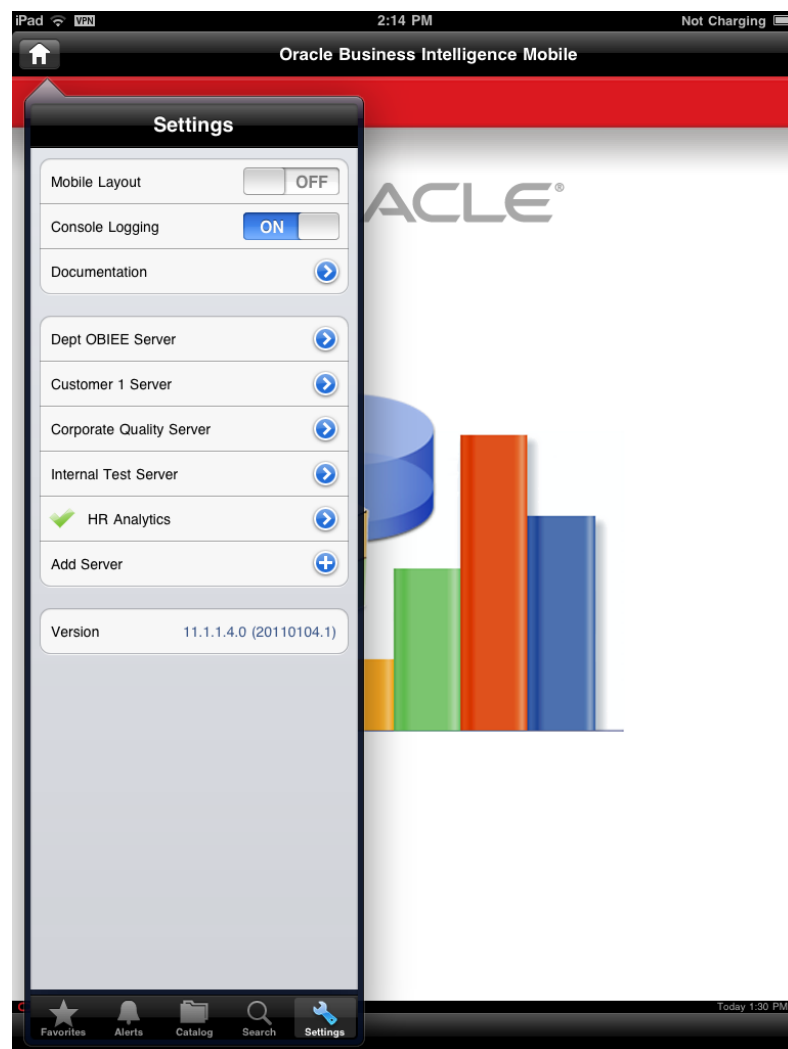 iPad VPN 2:14 PM Not Charging
Oracle Business Intelligence Mobile
Settings
ACLE®
Mobile Layout OFF
Console Logging ON
Documentation
Dept OBIEE Server
Customer 1 Server
Corporate Quality Server
Internal Test Server
HR Analytics
Add Server
Version 11.1.1.4.0 (20110104.1)
Today 1:30 PM
Favorites Alerts Catalog Search Settings